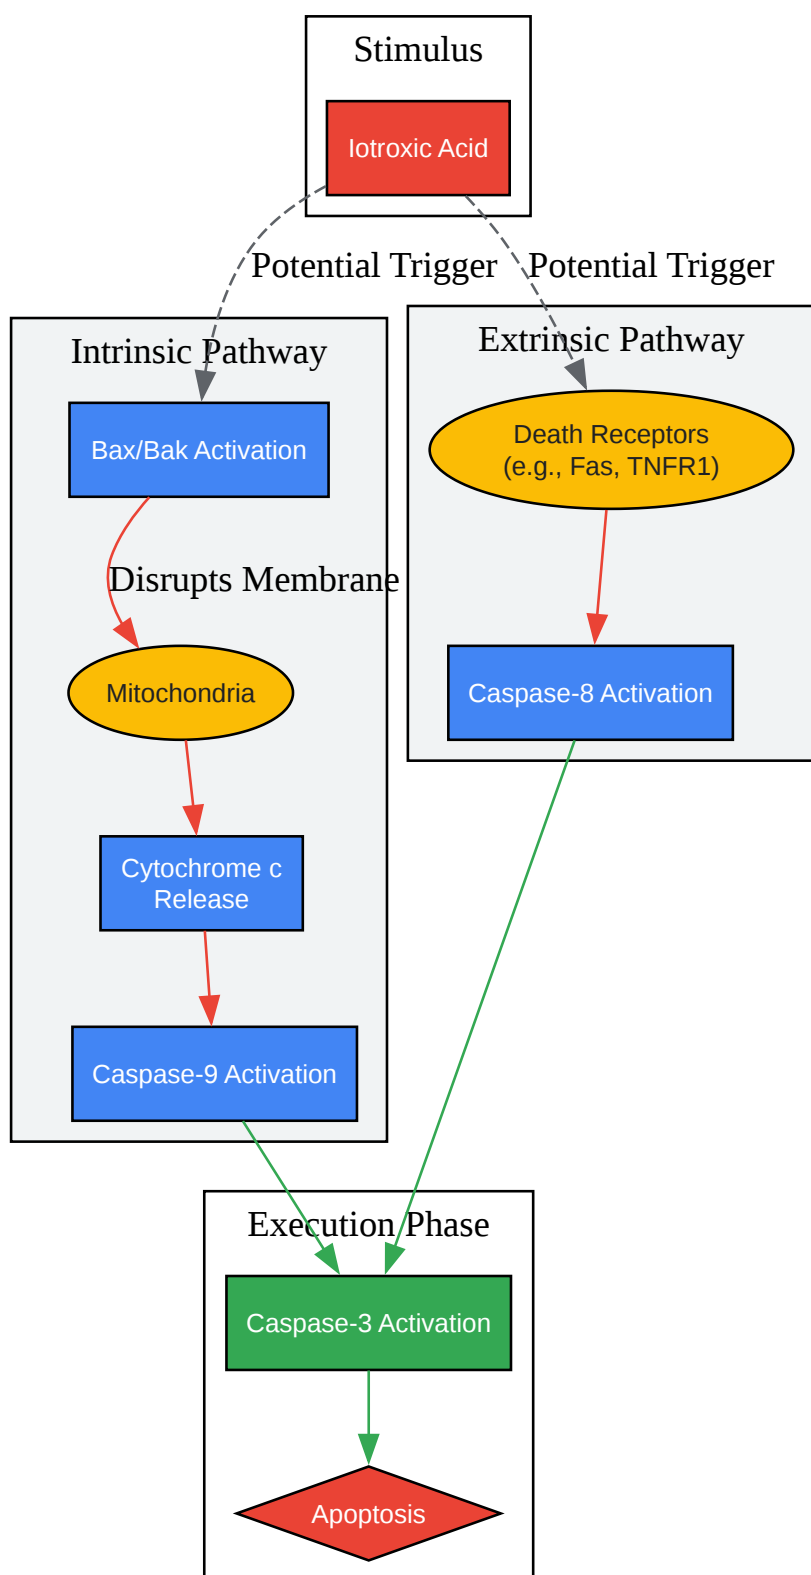 Stimulus
Iotroxic Acid
Potential Trigger
Potential Trigger
Intrinsic Pathway
Bax/Bak Activation
Disrupts Membrane
Mitochondria
Cytochrome c
Release
Caspase-9 Activation
Extrinsic Pathway
Death Receptors
(e.g., Fas, TNFR1)
Caspase-8 Activation
Execution Phase
Caspase-3 Activation
Apoptosis